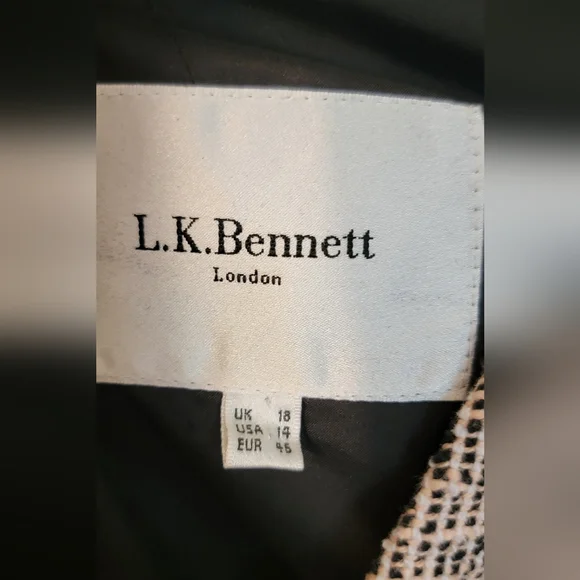 L.K.Bennett
London
UK 18
USA 14
EUR 46